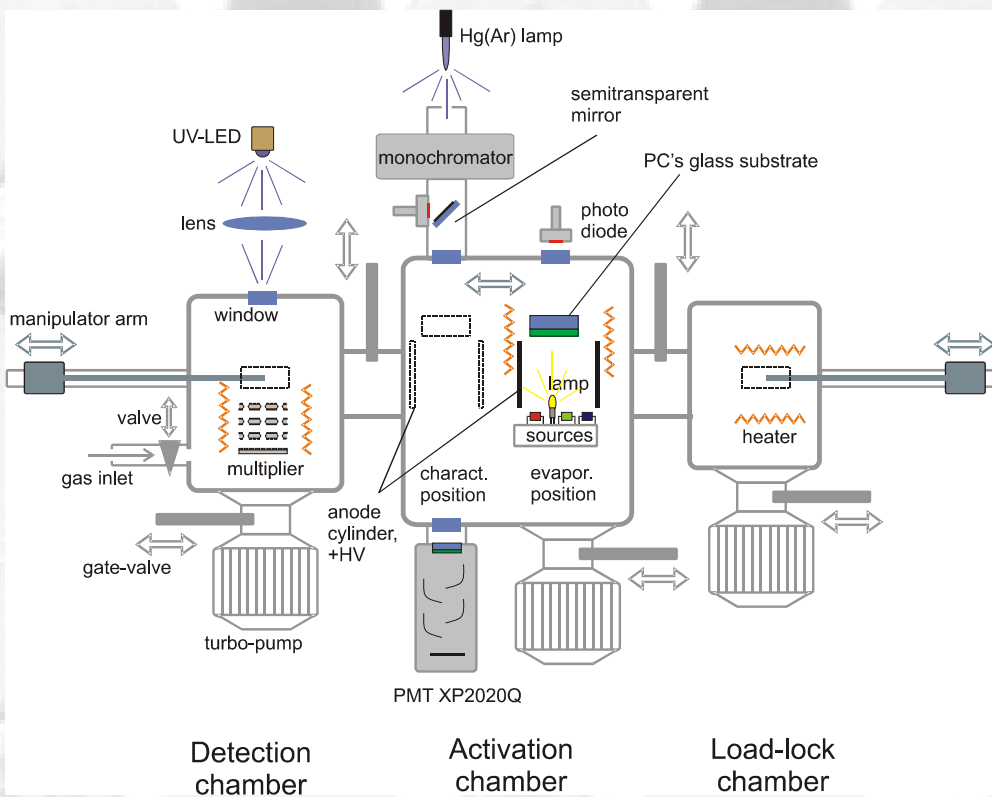 Hg(Ar) lamp
semitransparent
mirror
UV-LED
monochromator
PC's glass substrate
lens
photo
diode
window
manipulator arm
lamp
valve
sources
heater
gas inlet
multiplier
charact.
position
evapor.
position
anode
cylinder,
+HV
gate-valve
turbo-pump
PMT XP2020Q
Detection
chamber
Activation
chamber
Load-lock
chamber